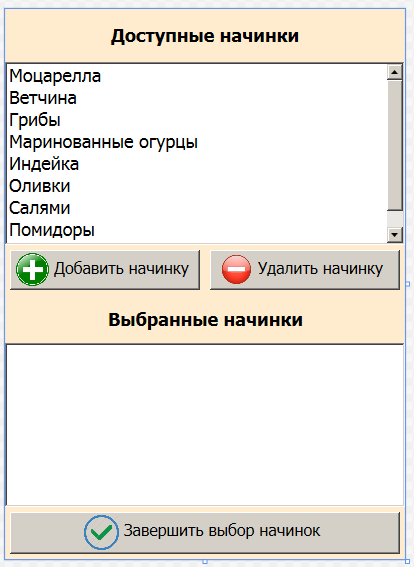 Доступные начинки
Моцарелла
Ветчина
Грибы
Маринованные огурцы
Индейка
Оливки
Салями
Помидоры
Добавить начинку
Удалить начинку
Выбранные начинки
Завершить выбор начинок